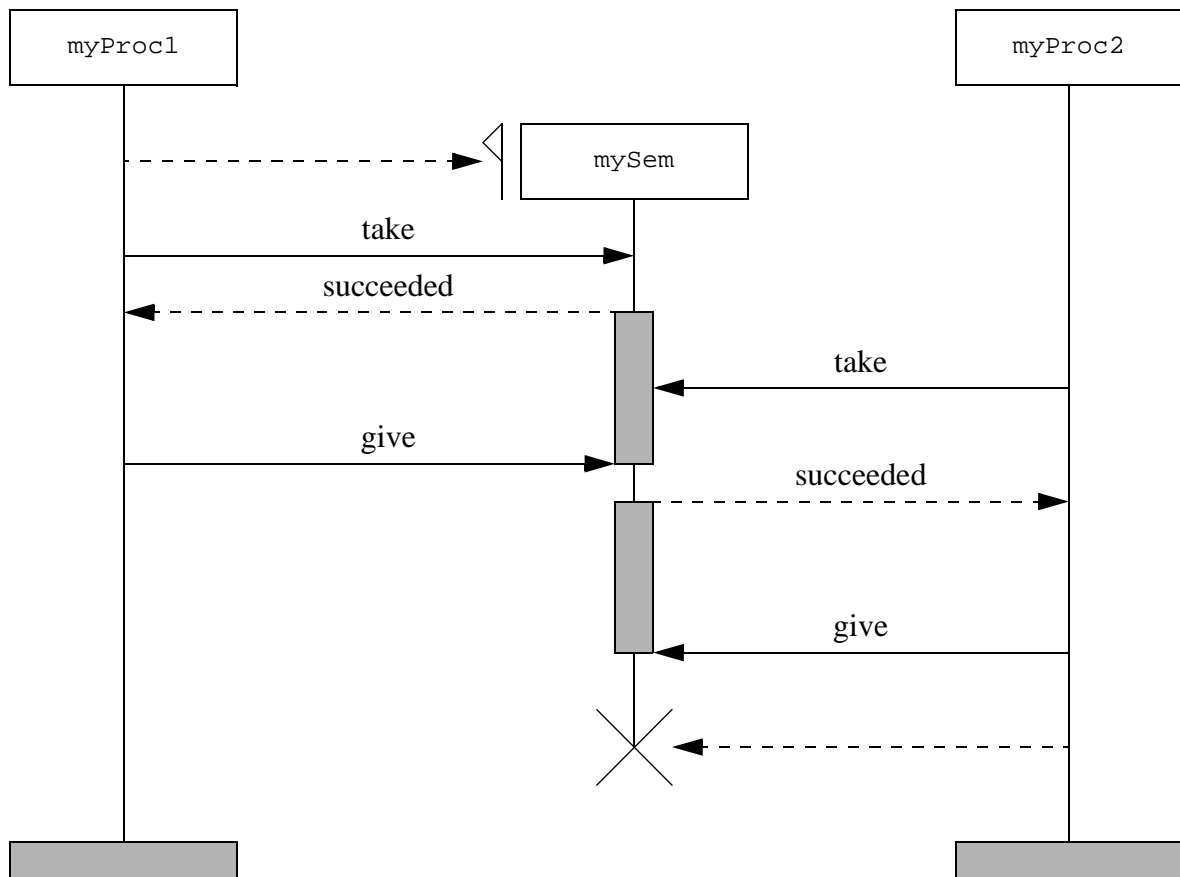 myProc1
myProc2
mySem
take
succeeded
take
give
succeeded
give